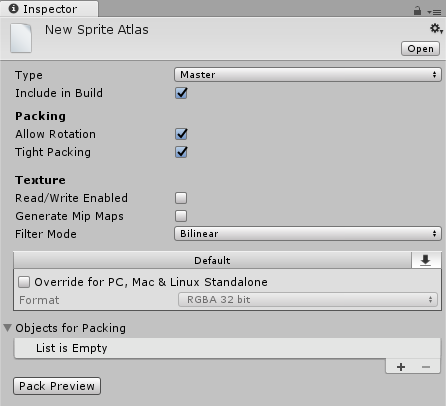 Inspector
New Sprite Atlas
Open
Type Master
Include in Build
Packing
Allow Rotation
Tight Packing
Texture
Read/Write Enabled
Generate Mip Maps
Filter Mode Bilinear
Default
Override for PC, Mac & Linux Standalone
Format RGBA 32 bit
Objects for Packing
List is Empty
Pack Preview